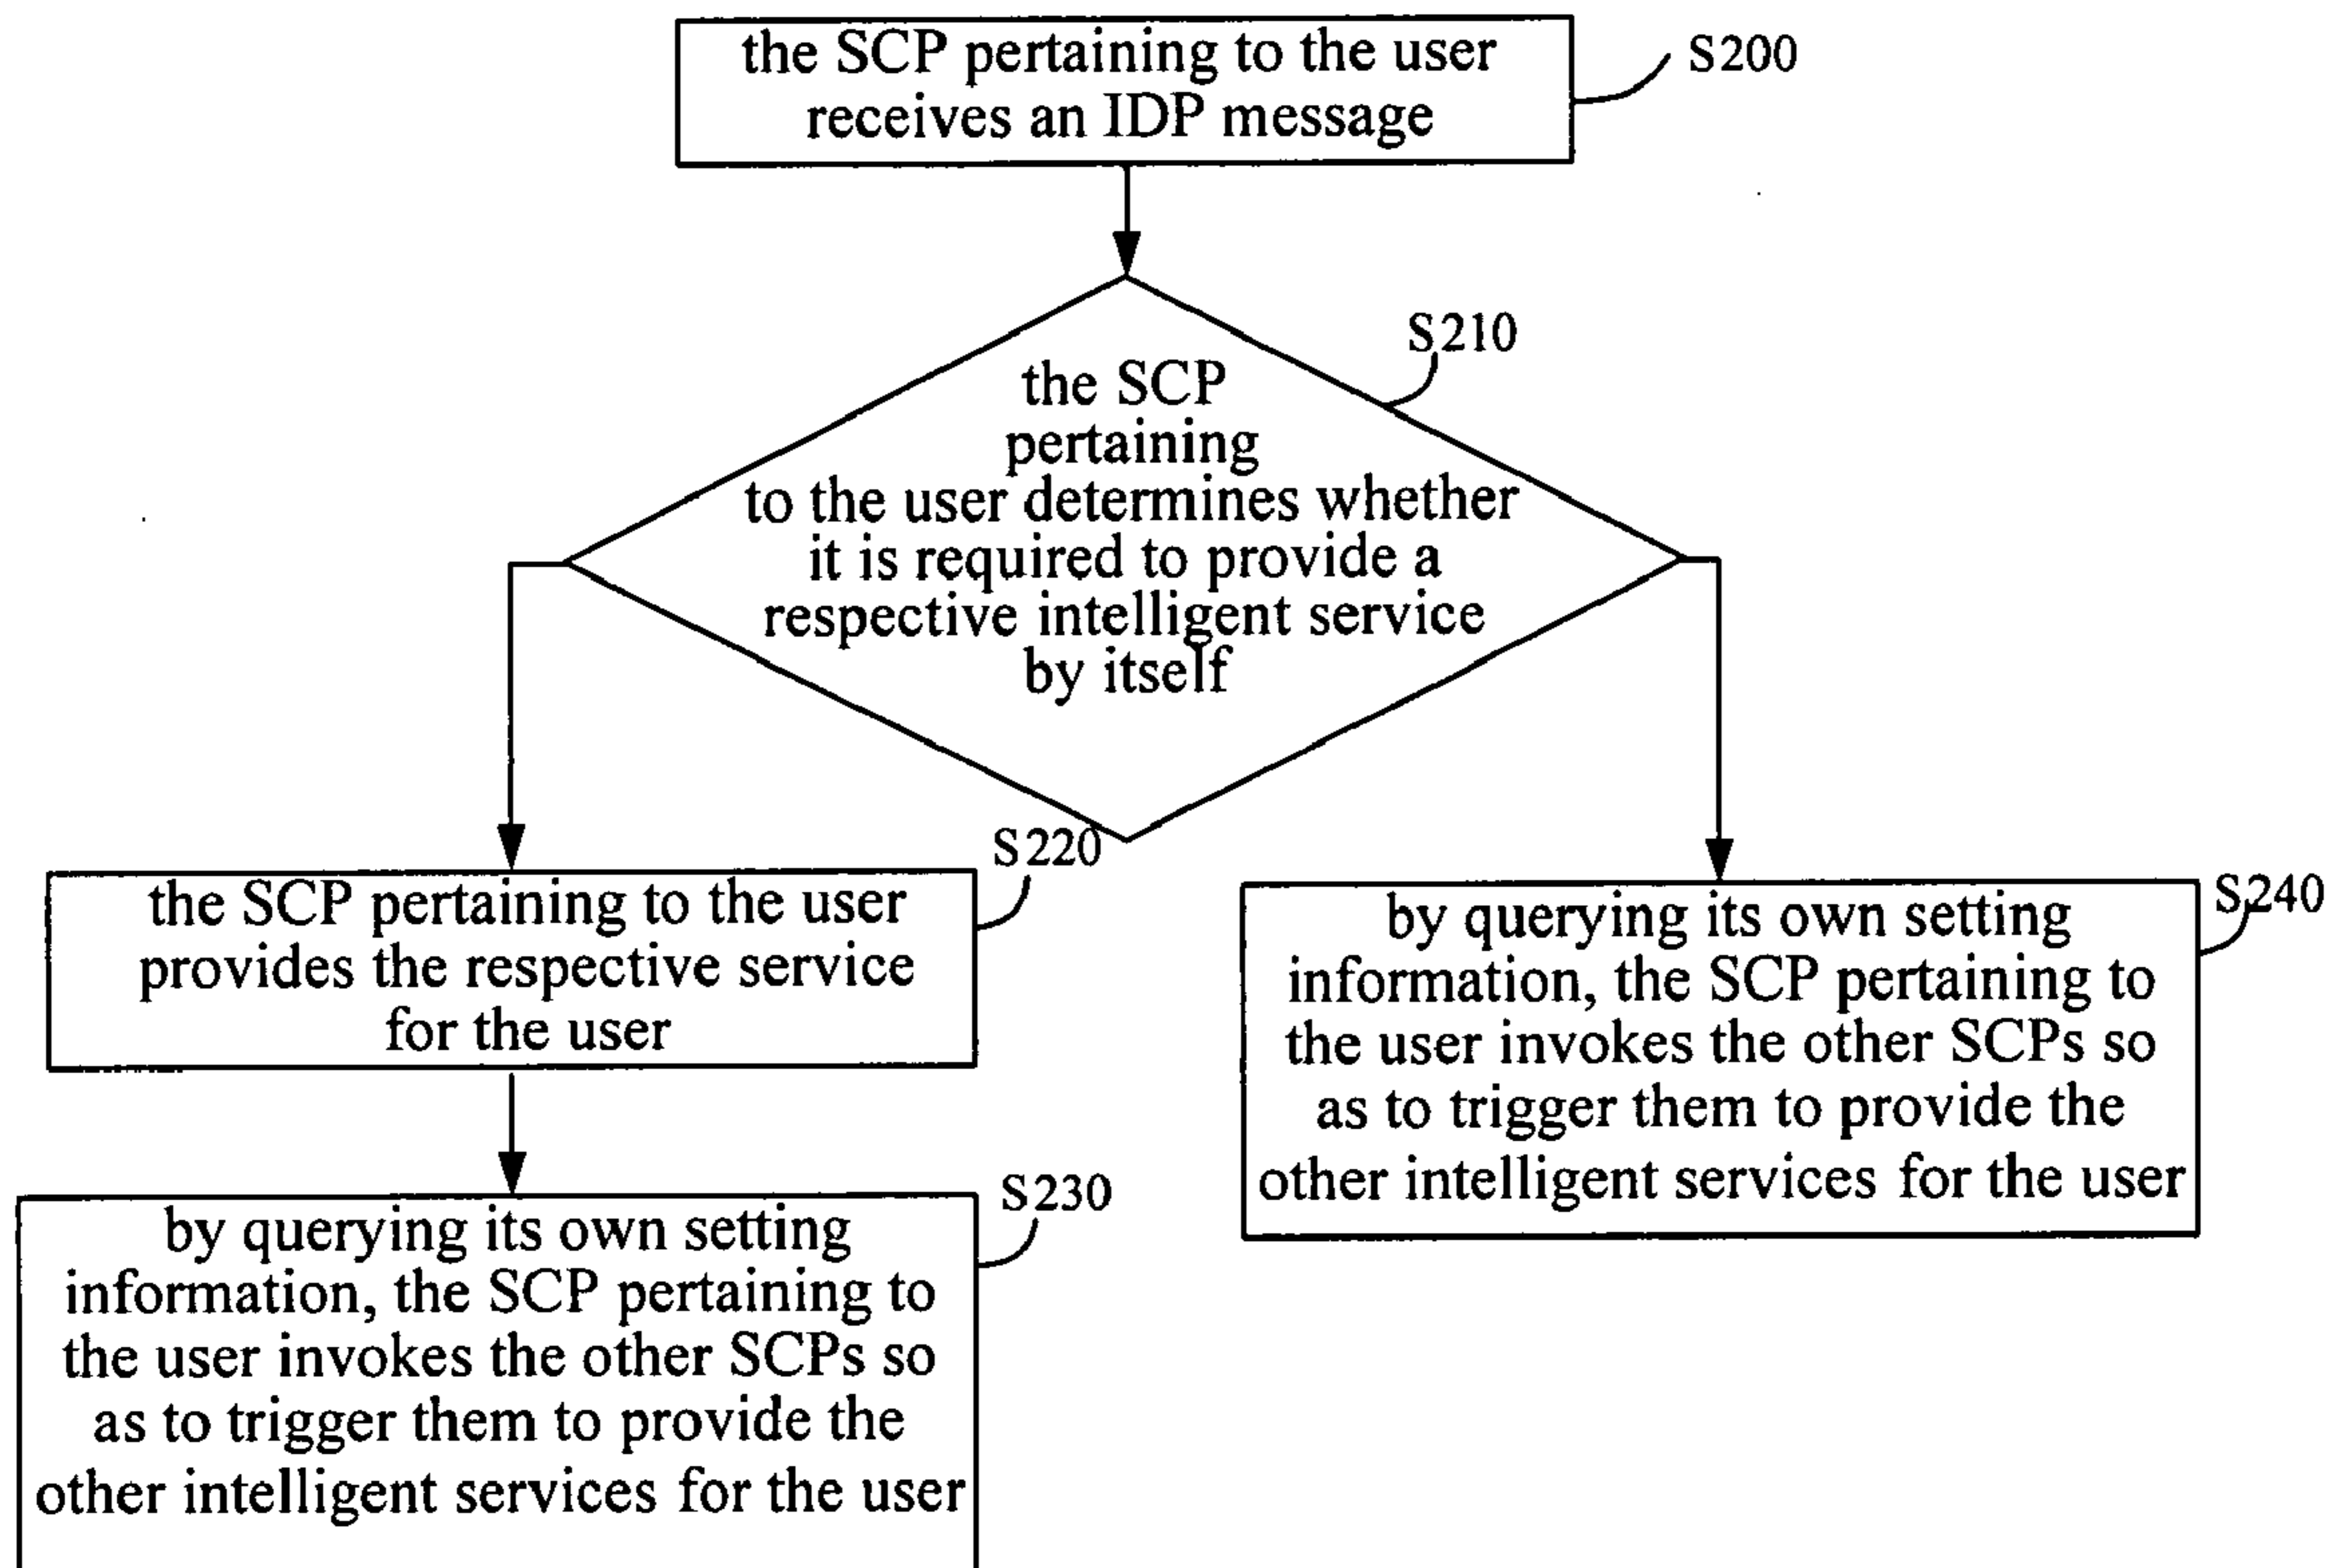 the SCP pertaining to the user
receives an IDP message
S200
S210
the SCP
pertaining
to the user determines whether
it is required to provide a
respective intelligent service
by itself
S220
the SCP pertaining to the user
provides the respective service
for the user
S240
by querying its own setting
information, the SCP pertaining to
the user invokes the other SCPs so
as to trigger them to provide the
other intelligent services for the user
S230
by querying its own setting
information, the SCP pertaining to
the user invokes the other SCPs so
as to trigger them to provide the
other intelligent services for the user